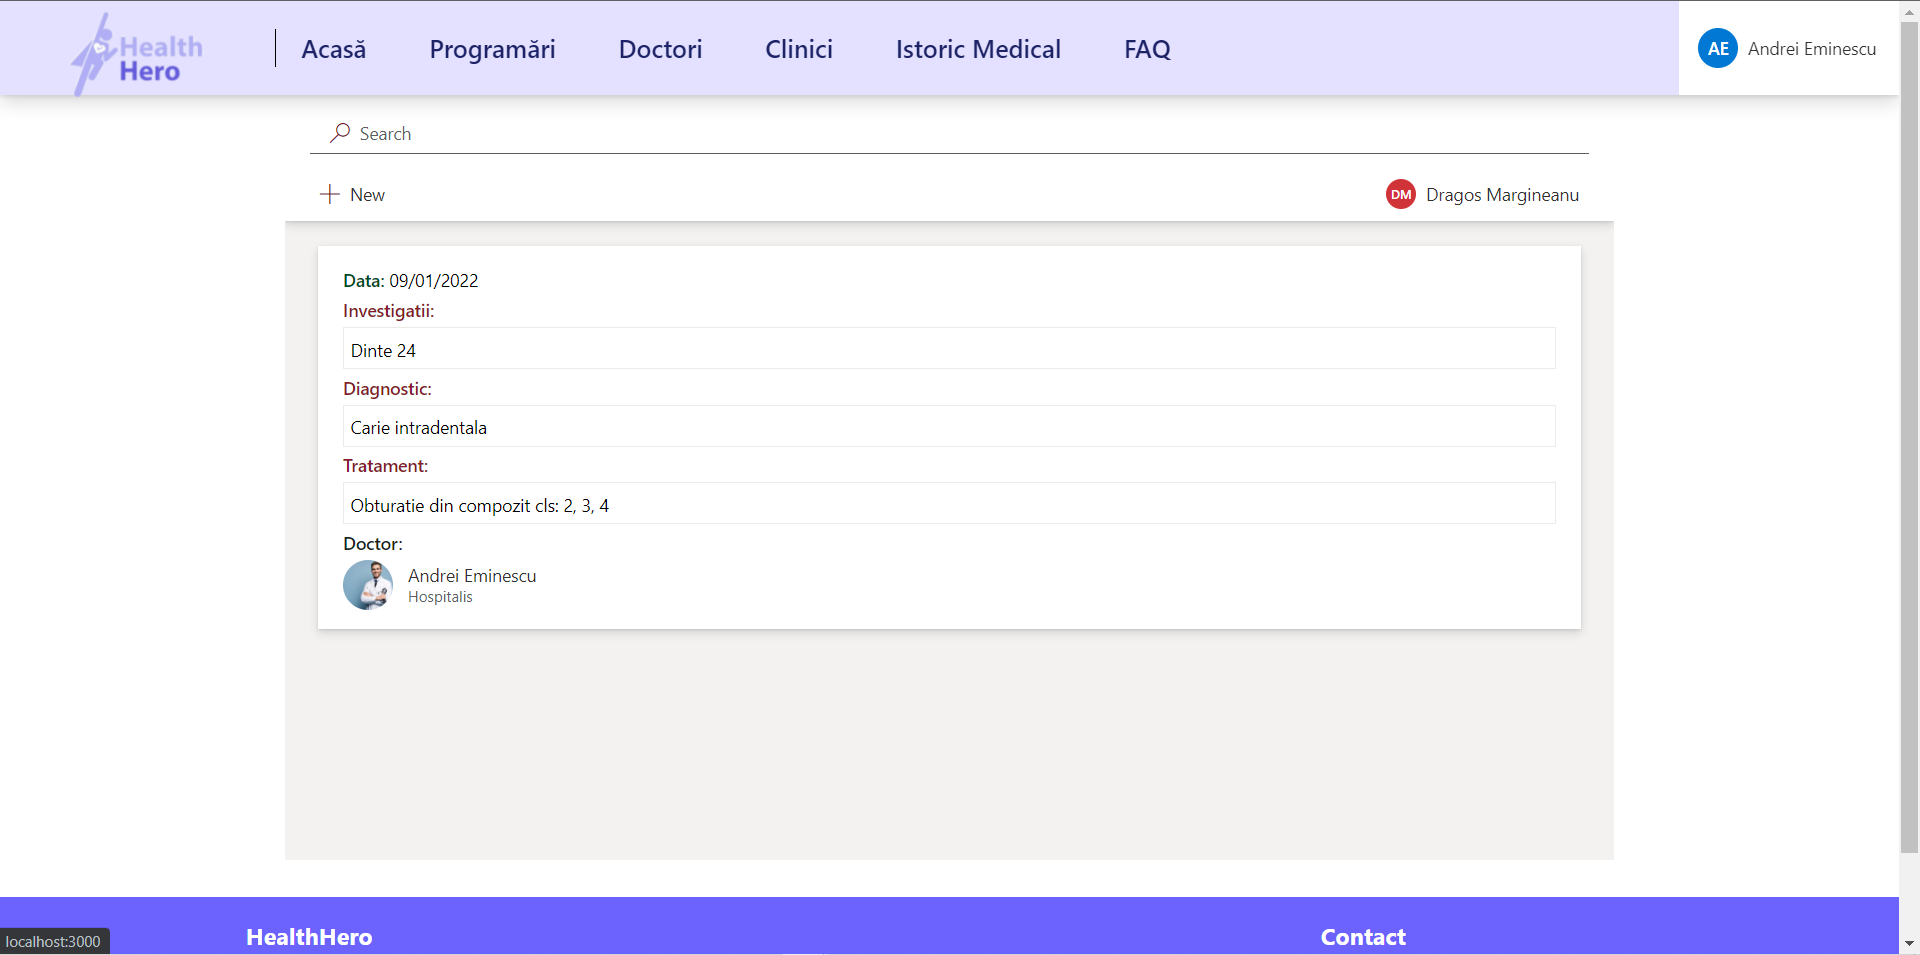 Health
Hero
Acasă
Programări
Doctori
Clinici
Istoric Medical
FAQ
AE
Andrei Eminescu
Search
New
DM
Dragos Margineanu
Data: 09/01/2022
Investigatii:
Dinte 24
Diagnostic:
Carie intradentala
Tratament:
Obturatie din compozit cls: 2, 3, 4
Doctor:
Andrei Eminescu
Hospitalis
HealthHero
Contact
localhost:3000